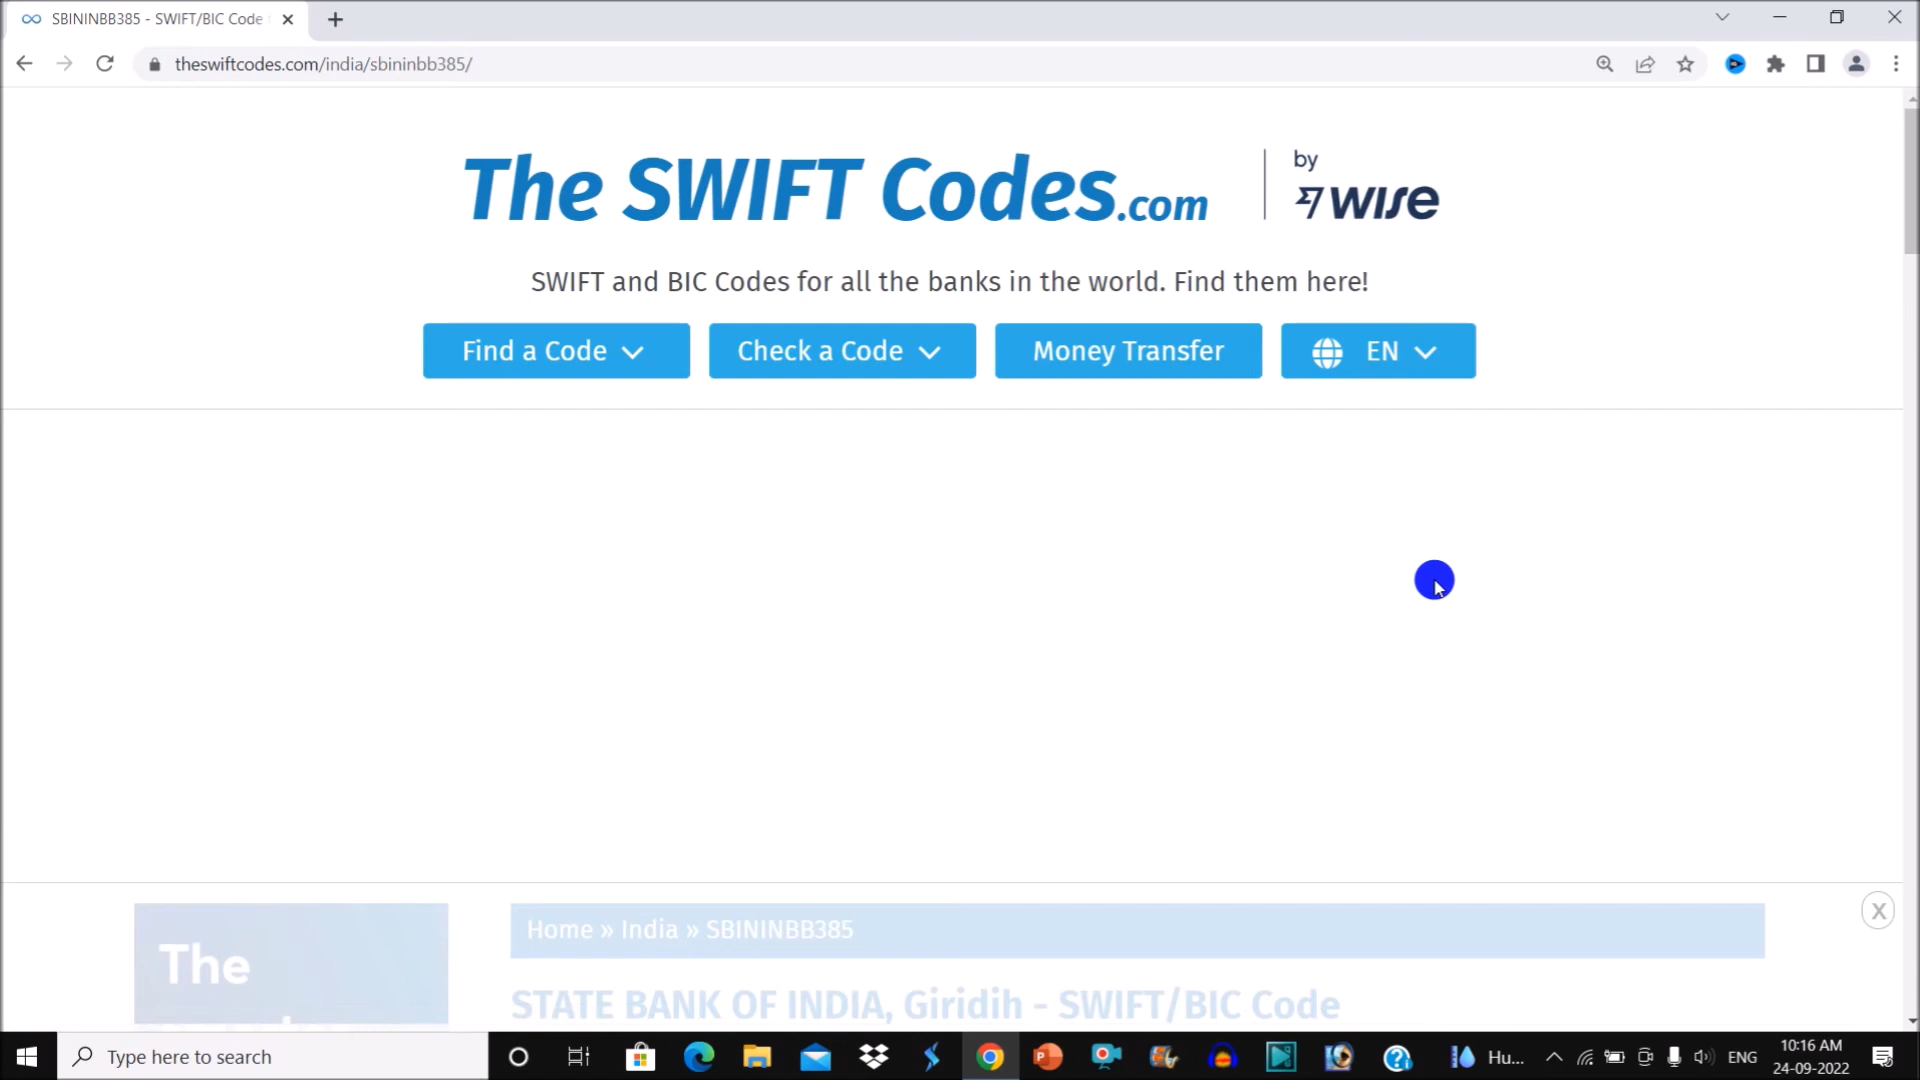 SBININBB385 - SWIFT/BIC Code
theswiftcodes.com/india/sbininbb385/
The SWIFT Codes.com
by
wise
SWIFT and BIC Codes for all the banks in the world. Find them here!
Find a Code
Check a Code
Money Transfer
EN
X
Home » India » SBININBB385
The
STATE BANK OF INDIA, Giridih - SWIFT/BIC Code
Type here to search
Hu...
ENG
10:16 AM
24-09-2022